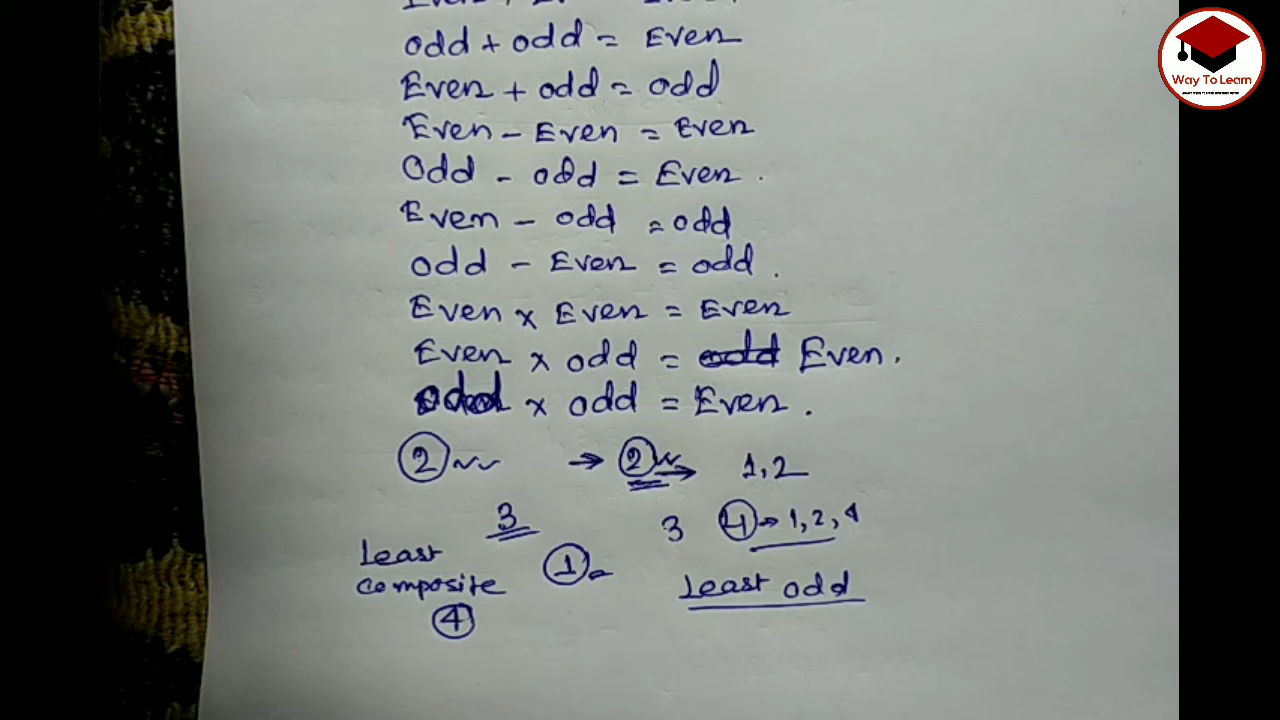 odd + odd = Even
Even + odd = odd
Even - Even = Even
Odd - odd = Even .
Even - odd = odd
odd - Even = odd .
Even x Even = Even
Even x odd = odd Even .
odd x odd = Even .
2 → 2 → 1,2
3 3 4 → 1, 2, 4
Least 1
composite Least odd
4
Way To Learn